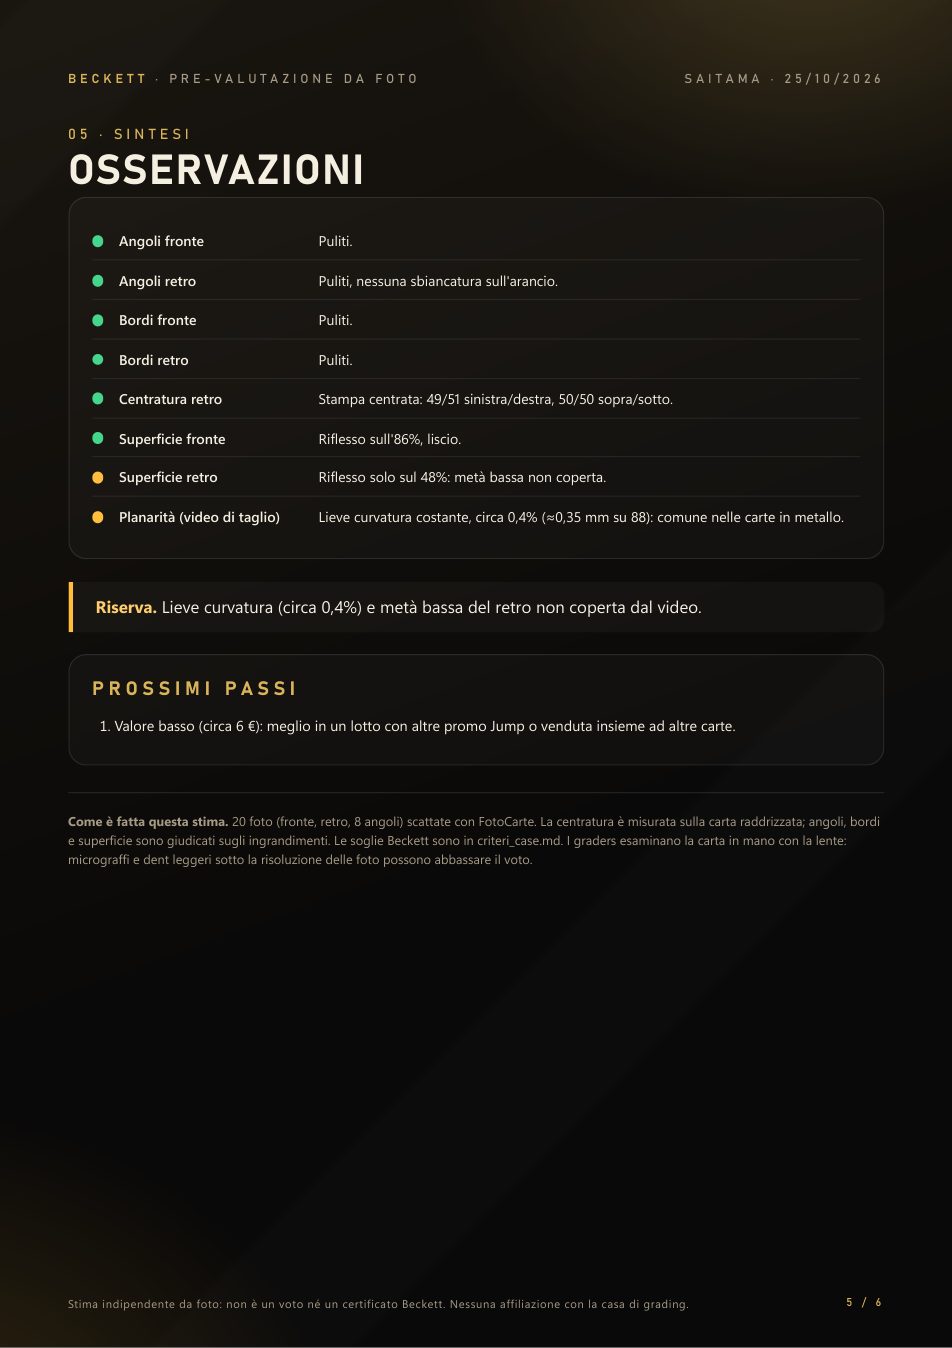 BECKETT · PRE-VALUTAZIONE DA FOTO
SAITAMA · 25/10/2026
05 · SINTESI
OSSERVAZIONI
Angoli fronte Puliti.
Angoli retro Puliti, nessuna sbiancatura sull'arancio.
Bordi fronte Puliti.
Bordi retro Puliti.
Centratura retro Stampa centrata: 49/51 sinistra/destra, 50/50 sopra/sotto.
Superficie fronte Riflesso sull'86%, liscio.
Superficie retro Riflesso solo sul 48%: metà bassa non coperta.
Planarità (video di taglio) Lieve curvatura costante, circa 0,4% (≈0,35 mm su 88): comune nelle carte in metallo.
Riserva. Lieve curvatura (circa 0,4%) e metà bassa del retro non coperta dal video.
PROSSIMI PASSI
1. Valore basso (circa 6 €): meglio in un lotto con altre promo Jump o venduta insieme ad altre carte.
Come è fatta questa stima. 20 foto (fronte, retro, 8 angoli) scattate con FotoCarte. La centratura è misurata sulla carta raddrizzata; angoli, bordi
e superficie sono giudicati sugli ingrandimenti. Le soglie Beckett sono in criteri_case.md. I graders esaminano la carta in mano con la lente:
micrograffi e dent leggeri sotto la risoluzione delle foto possono abbassare il voto.
Stima indipendente da foto: non è un voto né un certificato Beckett. Nessuna affiliazione con la casa di grading.
5 / 6